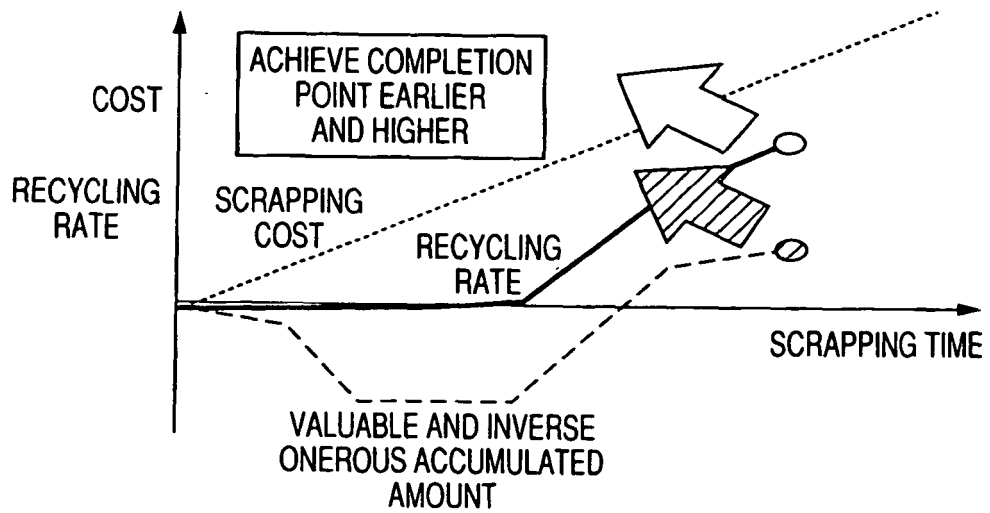 ACHIEVE COMPLETION
POINT EARLIER
AND HIGHER
COST
RECYCLING
RATE
SCRAPPING
COST
RECYCLING
RATE
SCRAPPING TIME
VALUABLE AND INVERSE
ONEROUS ACCUMULATED
AMOUNT